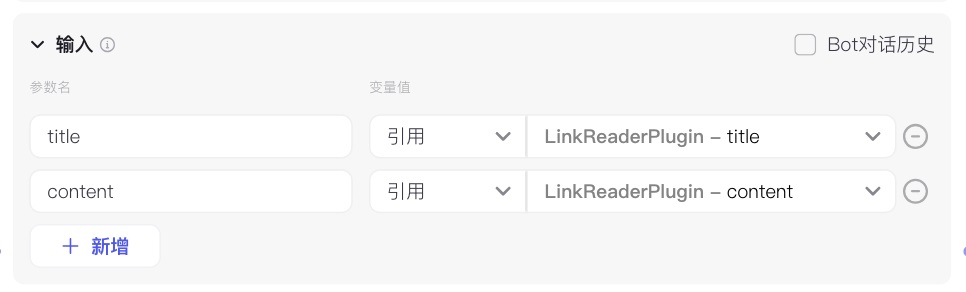 输入 Bot对话历史
参数名 变量值
title 引用 LinkReaderPlugin – title
content 引用 LinkReaderPlugin – content
+ 新增